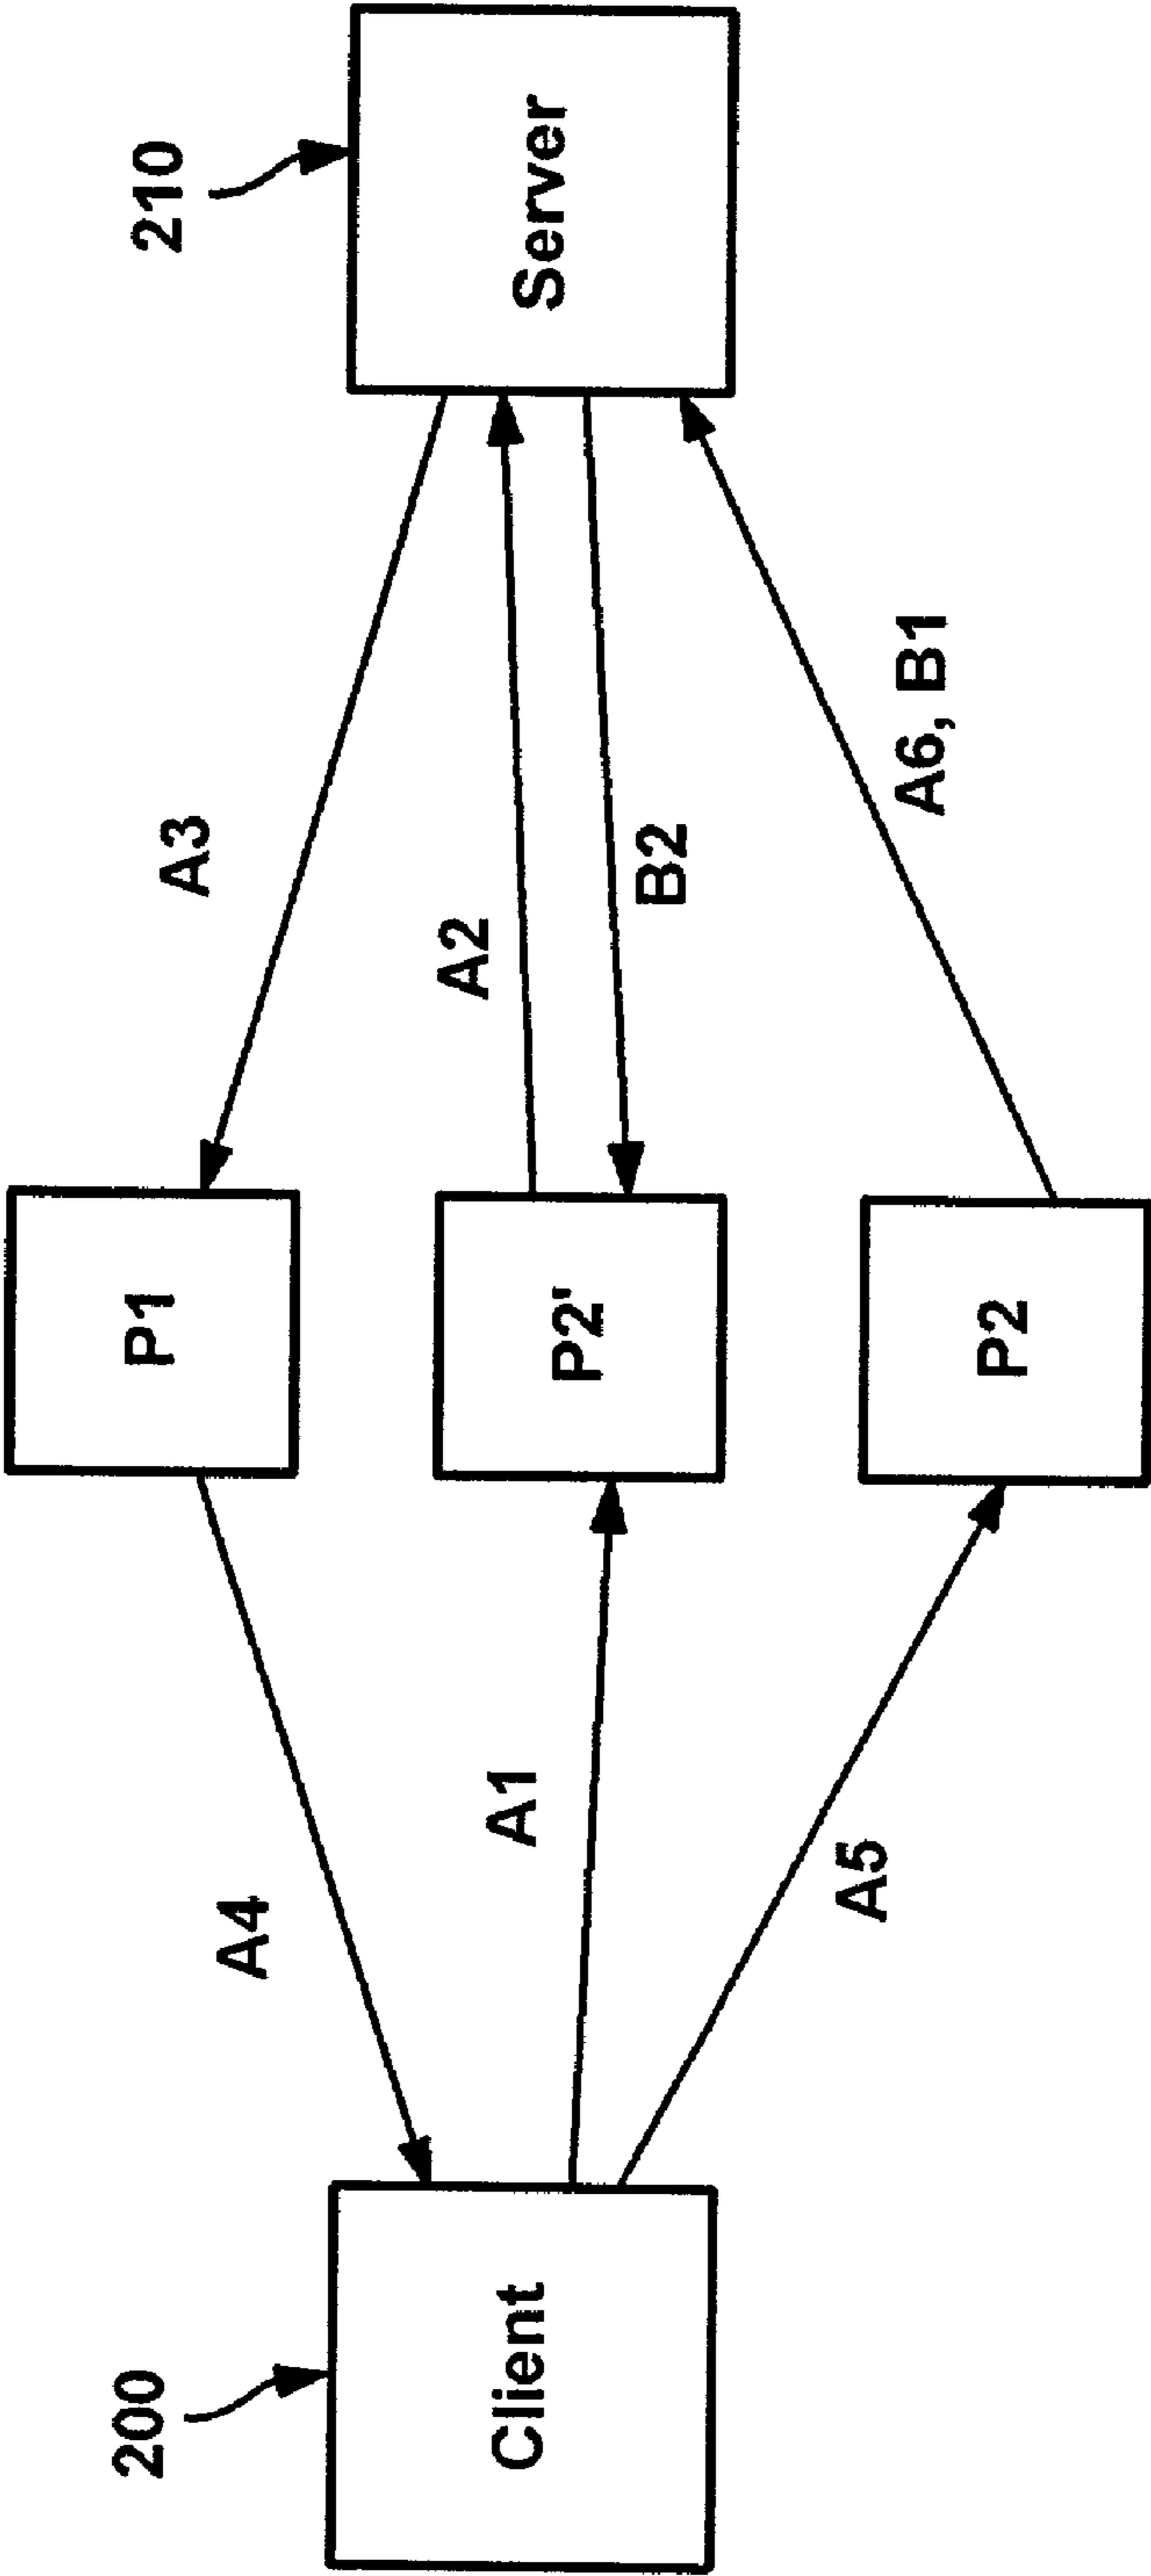 200
Client
A4
A1
A5
P1
P2'
P2
A3
A2
B2
A6, B1
210
Server